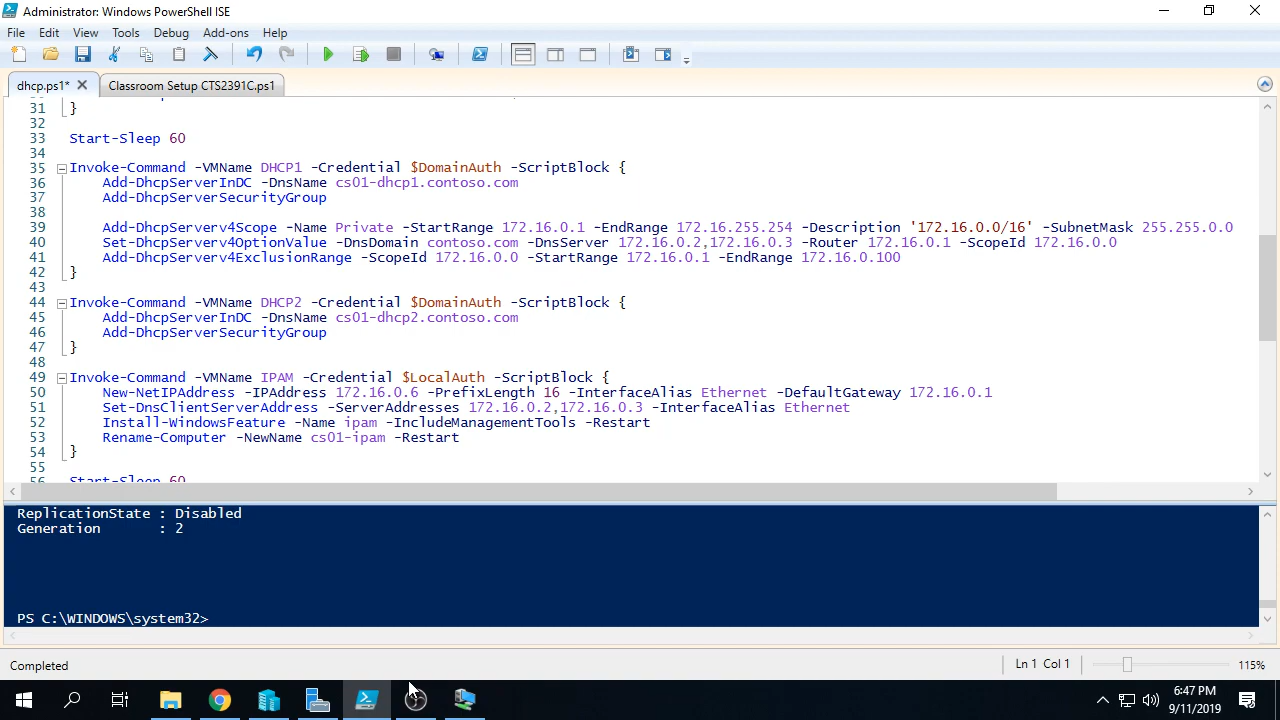 Administrator: Windows PowerShell ISE
File Edit View Tools Debug Add-ons Help
dhcp.ps1* Classroom Setup CTS2391C.ps1
31 }
32
33 Start-Sleep 60
34
35 Invoke-Command -VMName DHCP1 -Credential $DomainAuth -ScriptBlock {
36 Add-DhcpServerInDC -DnsName cs01-dhcp1.contoso.com
37 Add-DhcpServerSecurityGroup
38
39 Add-DhcpServerv4Scope -Name Private -StartRange 172.16.0.1 -EndRange 172.16.255.254 -Description '172.16.0.0/16' -SubnetMask 255.255.0.0
40 Set-DhcpServerv4OptionValue -DnsDomain contoso.com -DnsServer 172.16.0.2,172.16.0.3 -Router 172.16.0.1 -ScopeId 172.16.0.0
41 Add-DhcpServerv4ExclusionRange -ScopeId 172.16.0.0 -StartRange 172.16.0.1 -EndRange 172.16.0.100
42 }
43
44 Invoke-Command -VMName DHCP2 -Credential $DomainAuth -ScriptBlock {
45 Add-DhcpServerInDC -DnsName cs01-dhcp2.contoso.com
46 Add-DhcpServerSecurityGroup
47 }
48
49 Invoke-Command -VMName IPAM -Credential $LocalAuth -ScriptBlock {
50 New-NetIPAddress -IPAddress 172.16.0.6 -PrefixLength 16 -InterfaceAlias Ethernet -DefaultGateway 172.16.0.1
51 Set-DnsClientServerAddress -ServerAddresses 172.16.0.2,172.16.0.3 -InterfaceAlias Ethernet
52 Install-WindowsFeature -Name ipam -IncludeManagementTools -Restart
53 Rename-Computer -NewName cs01-ipam -Restart
54 }
55
56 Start-Sleep 60
ReplicationState : Disabled
Generation : 2
PS C:\WINDOWS\system32>
Completed Ln 1 Col 1 115%
6:47 PM
9/11/2019